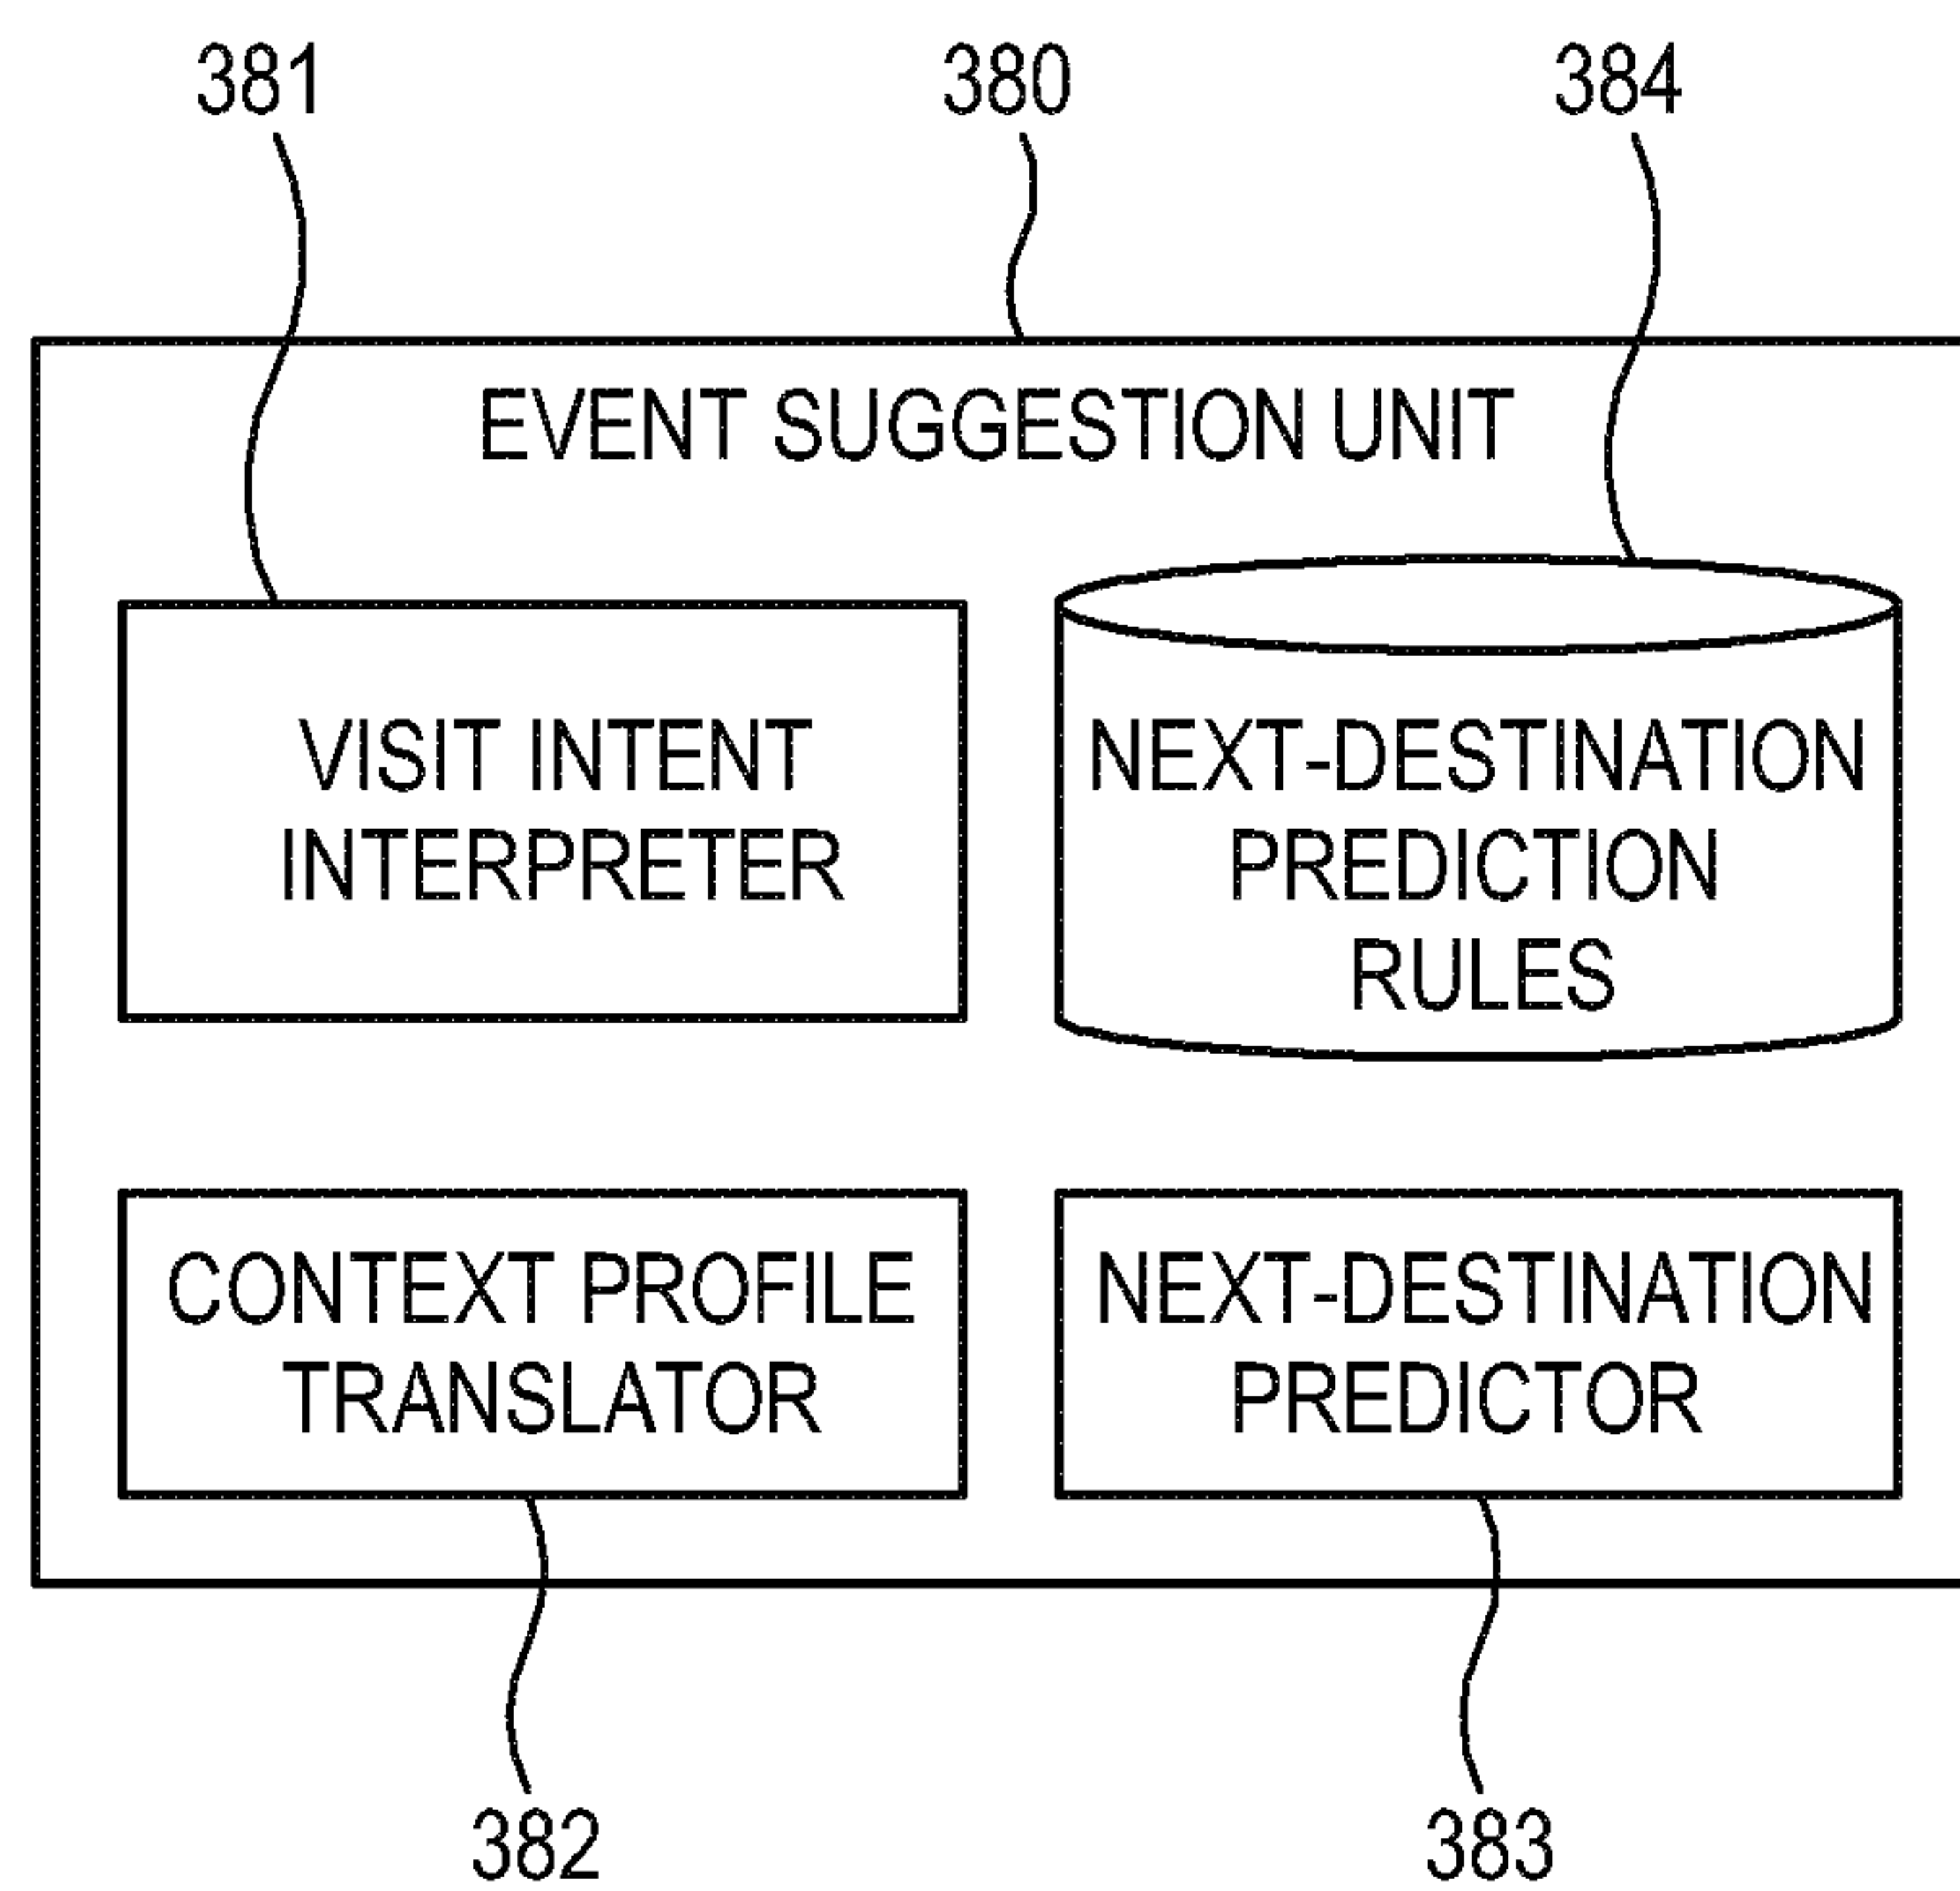 381
380
384
EVENT SUGGESTION UNIT
VISIT INTENT
INTERPRETER
NEXT-DESTINATION
PREDICTION
RULES
CONTEXT PROFILE
TRANSLATOR
NEXT-DESTINATION
PREDICTOR
382
383